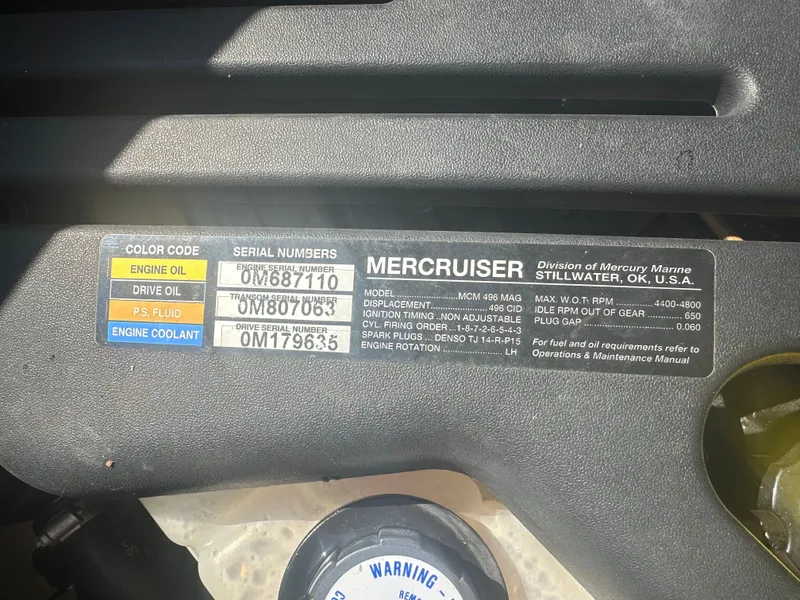 COLOR CODE
ENGINE OIL
DRIVE OIL
P.S. FLUID
ENGINE COOLANT
SERIAL NUMBERS
ENGINE SERIAL NUMBER
0M687110
TRANSOM SERIAL NUMBER
0M807063
DRIVE SERIAL NUMBER
0M179635
MERCRUISER
Division of Mercury Marine
STILLWATER, OK, U.S.A.
MODEL ..................MCM 496 MAG
DISPLACEMENT....................496 CID
IGNITION TIMING ..NON ADJUSTABLE
CYL. FIRING ORDER ..1-8-7-2-6-5-4-3
SPARK PLUGS ... DENSO TJ 14-R-P15
ENGINE ROTATION ....................... LH
MAX. W.O.T. RPM .............. 4400-4800
IDLE RPM OUT OF GEAR .......... 650
PLUG GAP ............................. 0.060
For fuel and oil requirements refer to
Operations & Maintenance Manual
WARNING -